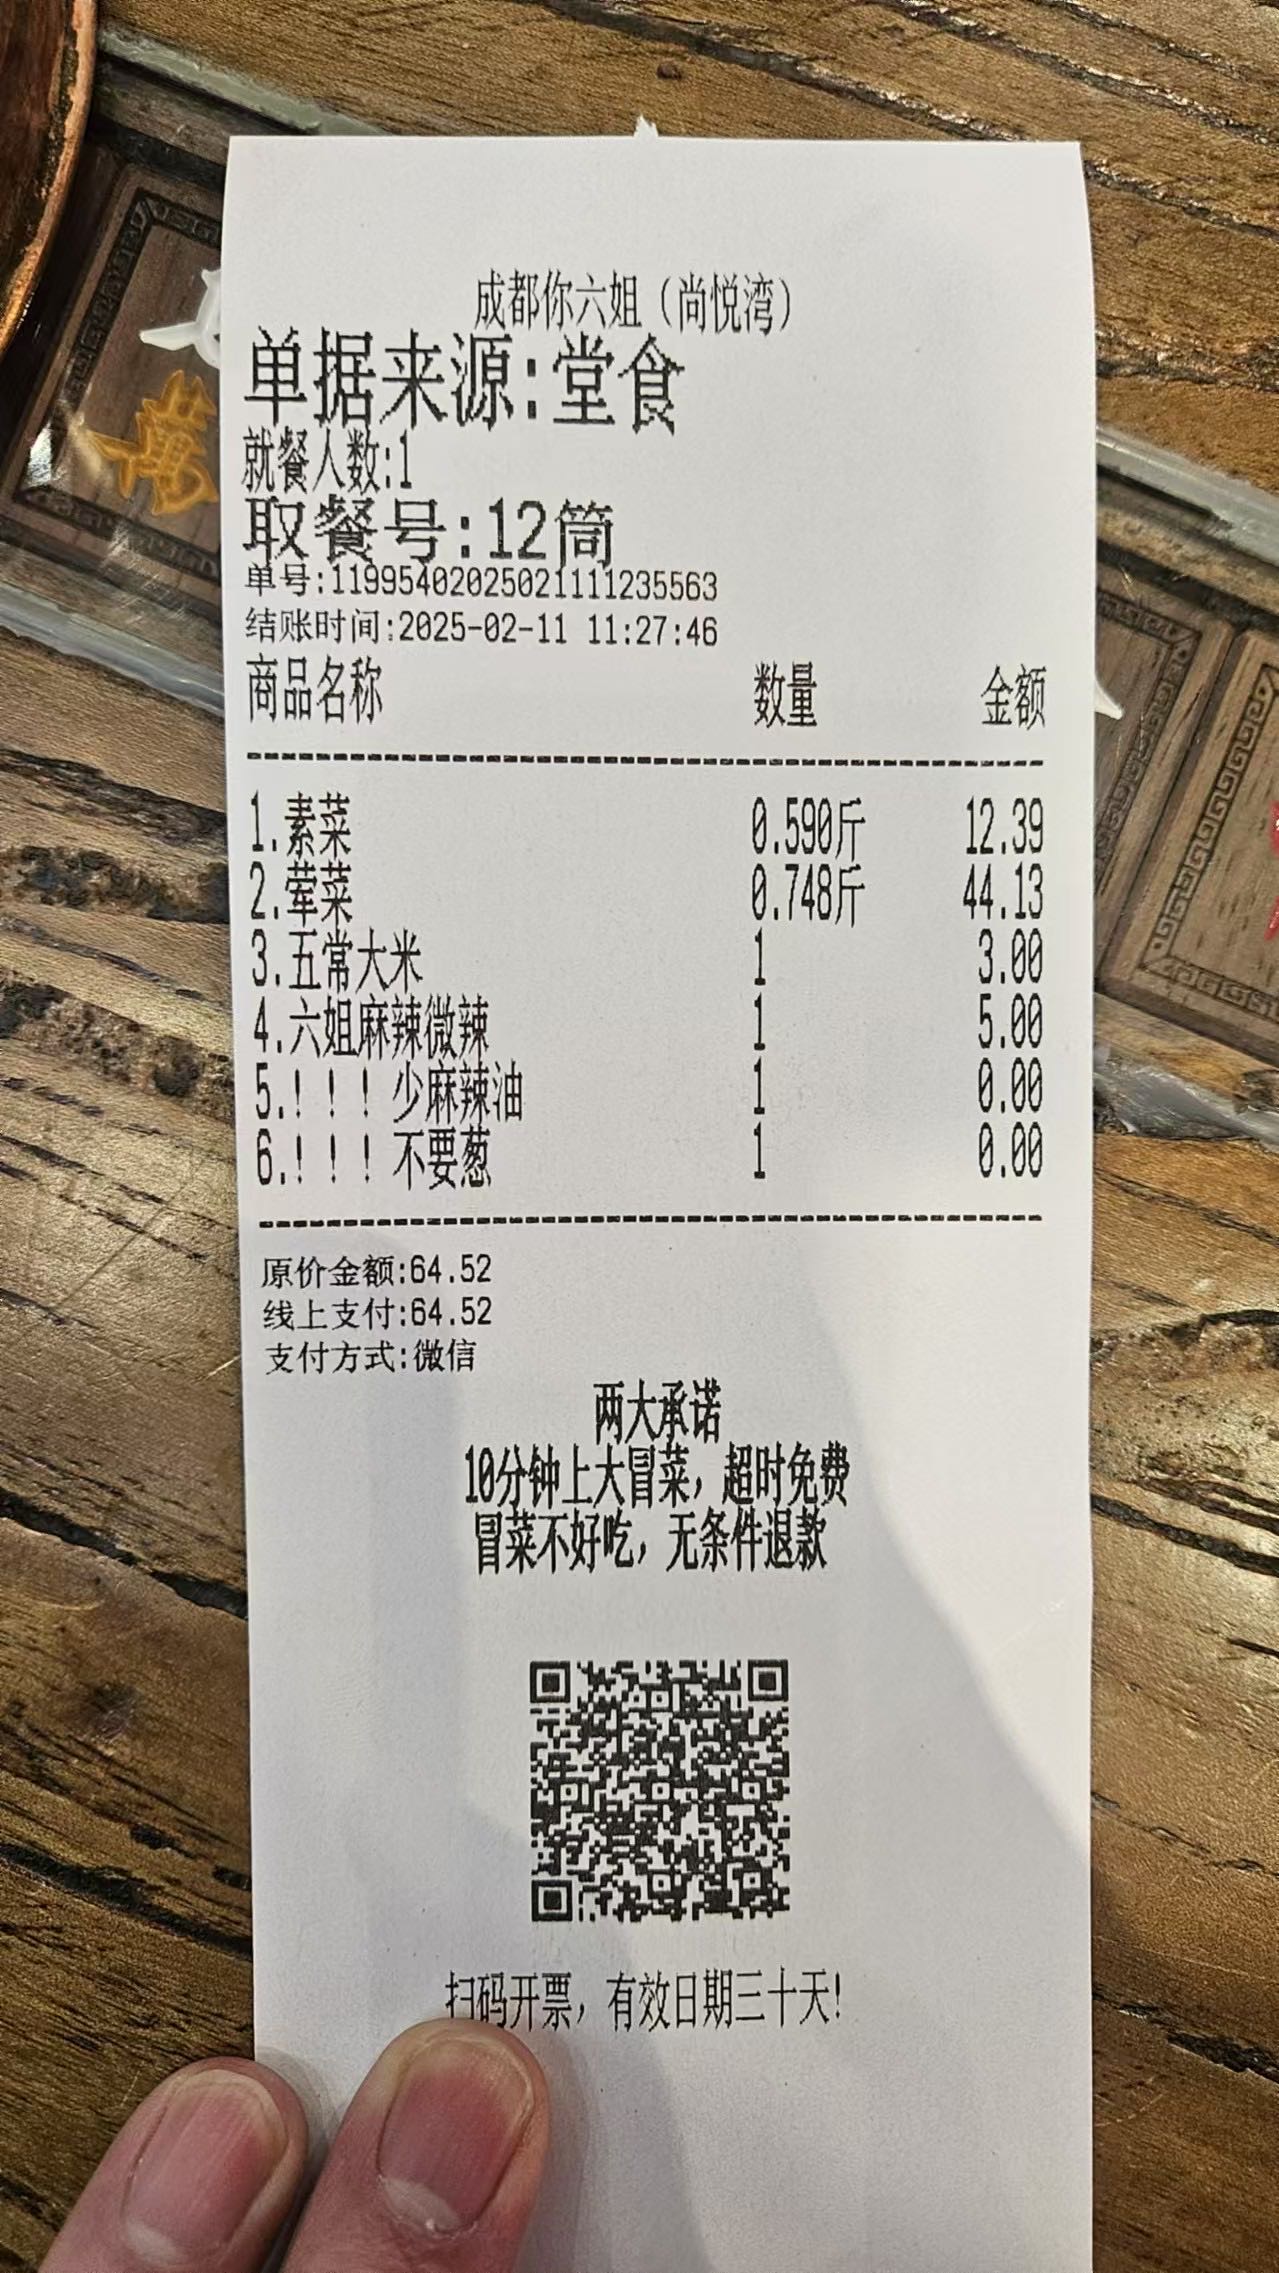 成都你六姐（尚悦湾）
单据来源:堂食
就餐人数:1
取餐号:12筒
单号:11995402025021111235563
结账时间:2025-02-11 11:27:46
商品名称 数量 金额
1.素菜 0.590斤 12.39
2.荤菜 0.748斤 44.13
3.五常大米 1 3.00
4.六姐麻辣微辣 1 5.00
5.！！！少麻辣油 1 0.00
6.！！！不要葱 1 0.00
原价金额:64.52
线上支付:64.52
支付方式:微信
两大承诺
10分钟上大冒菜，超时免费
冒菜不好吃，无条件退款
扫码开票，有效日期三十天!